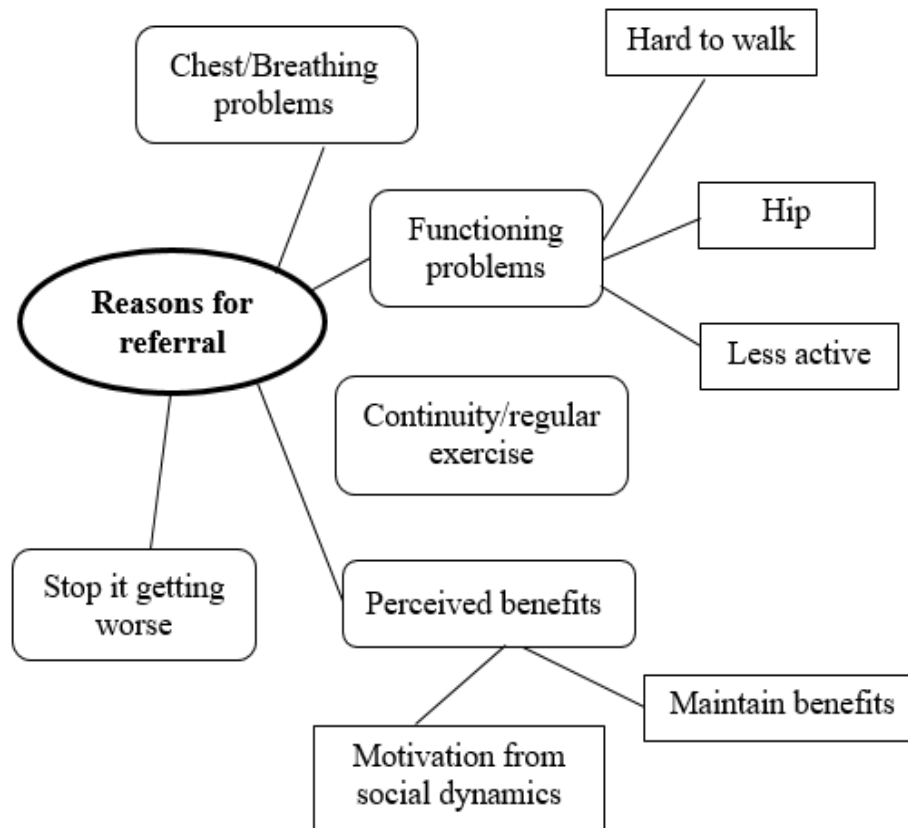 Hard to walk
Chest/Breathing
problems
Hip
Functioning
problems
Reasons for
referral
Less active
Continuity/regular
exercise
Stop it getting
worse
Perceived benefits
Maintain benefits
Motivation from
social dynamics